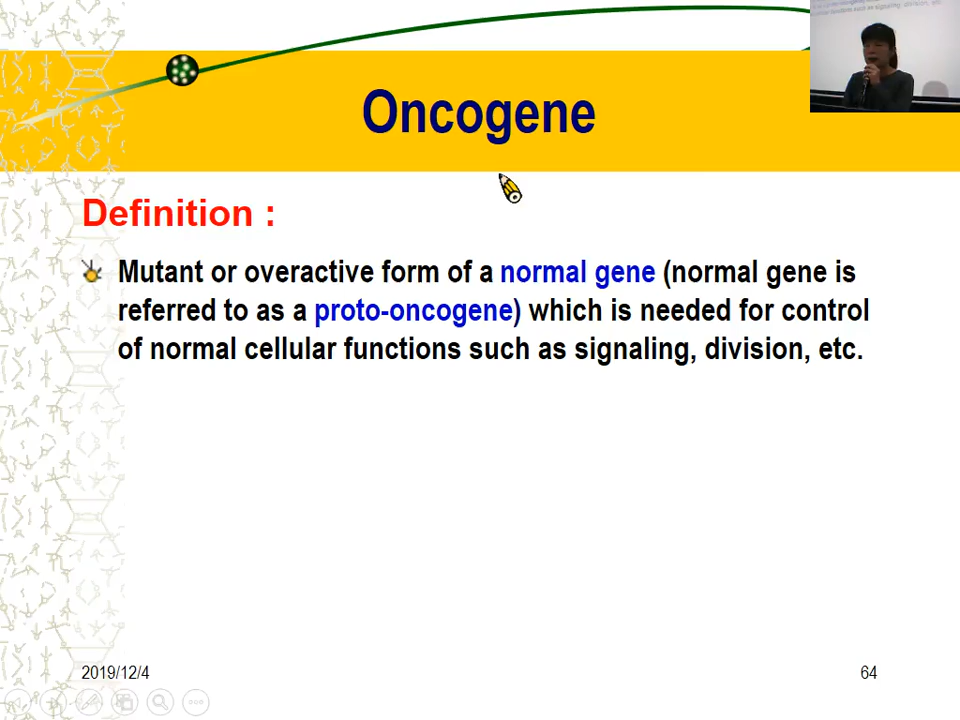 Oncogene
Definition :
Mutant or overactive form of a normal gene (normal gene is
referred to as a proto-oncogene) which is needed for control
of normal cellular functions such as signaling, division, etc.
2019/12/4
64